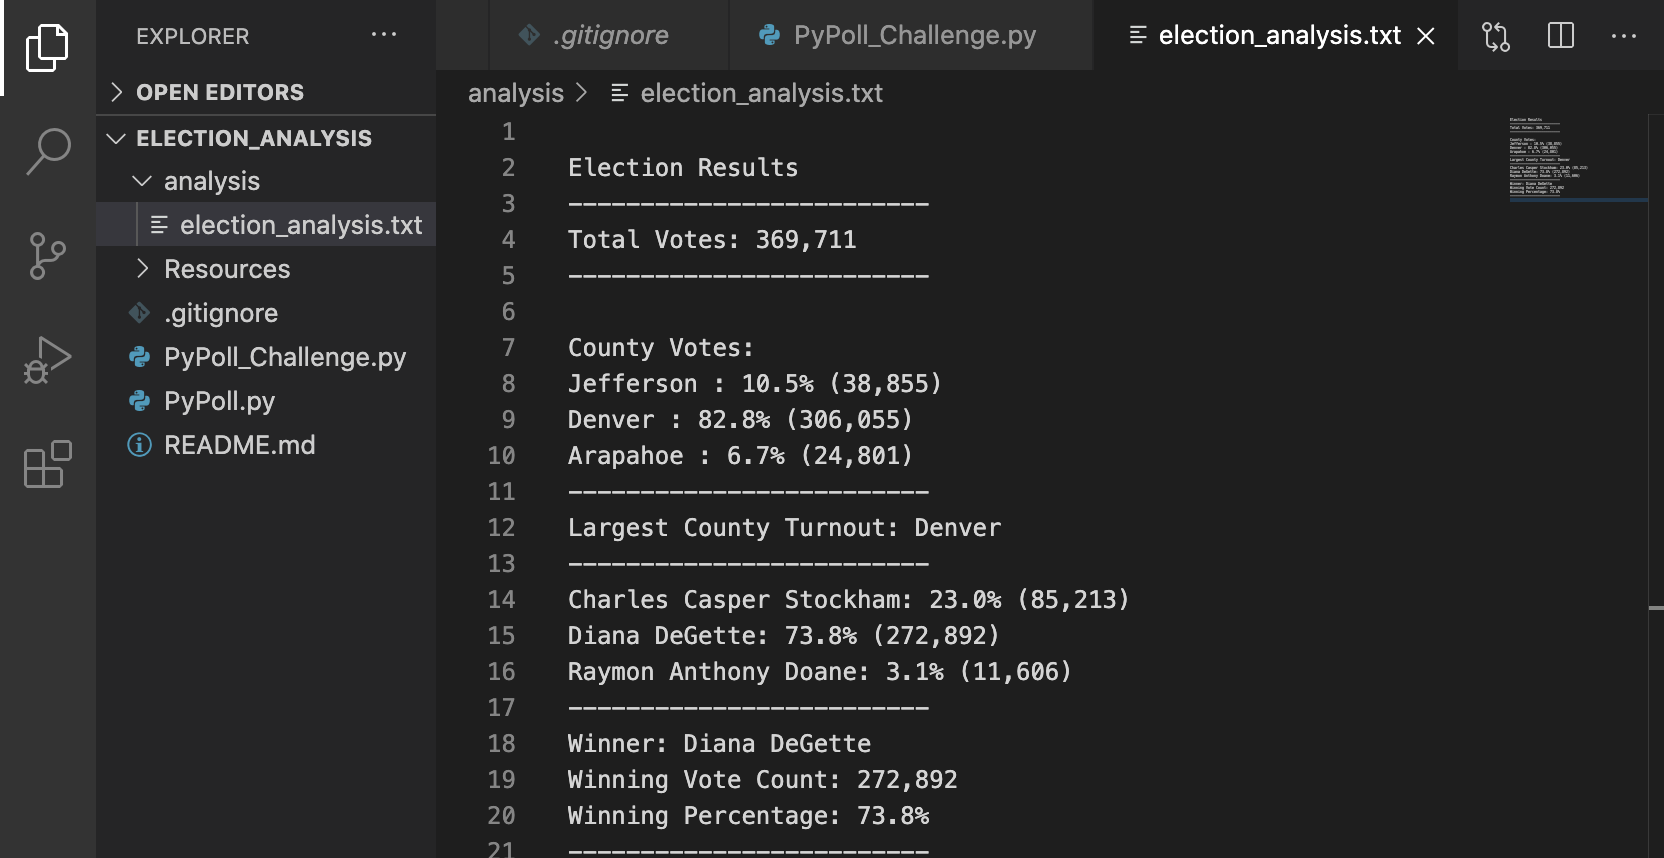 EXPLORER
OPEN EDITORS
ELECTION_ANALYSIS
analysis
election_analysis.txt
Resources
.gitignore
PyPoll_Challenge.py
PyPoll.py
README.md
.gitignore
PyPoll_Challenge.py
election_analysis.txt
analysis > election_analysis.txt
1
2 Election Results
3 -------------------------
4 Total Votes: 369,711
5 -------------------------
6
7 County Votes:
8 Jefferson : 10.5% (38,855)
9 Denver : 82.8% (306,055)
10 Arapahoe : 6.7% (24,801)
11 -------------------------
12 Largest County Turnout: Denver
13 -------------------------
14 Charles Casper Stockham: 23.0% (85,213)
15 Diana DeGette: 73.8% (272,892)
16 Raymon Anthony Doane: 3.1% (11,606)
17 -------------------------
18 Winner: Diana DeGette
19 Winning Vote Count: 272,892
20 Winning Percentage: 73.8%
21 -------------------------